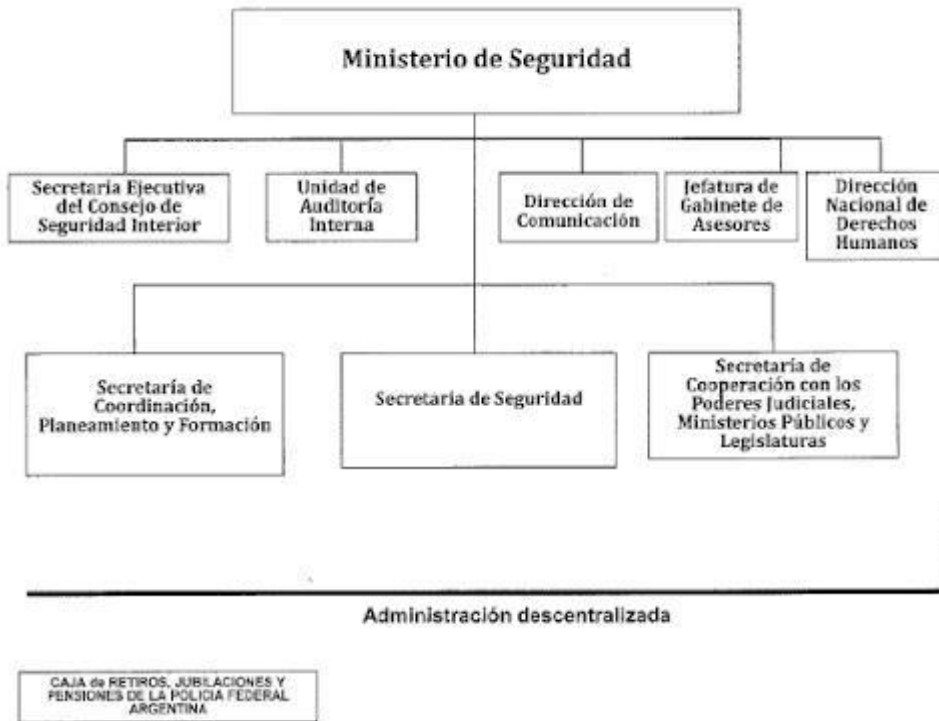 Ministerio de Seguridad
Secretaría Ejecutiva
del Consejo de
Seguridad Interior
Unidad de
Auditoría
Interna
Dirección de
Comunicación
Jefatura de
Gabinete de
Asesores
Dirección
Nacional de
Derechos
Humanos
Secretaría de
Coordinación,
Planeamiento y Formación
Secretaria de Seguridad
Secretaría de
Cooperación con los
Poderes Judiciales,
Ministerios Públicos y
Legislaturas
Administración descentralizada
CAJA de RETIROS, JUBILACIONES Y
PENSIONES DE LA POLICIA FEDERAL
ARGENTINA